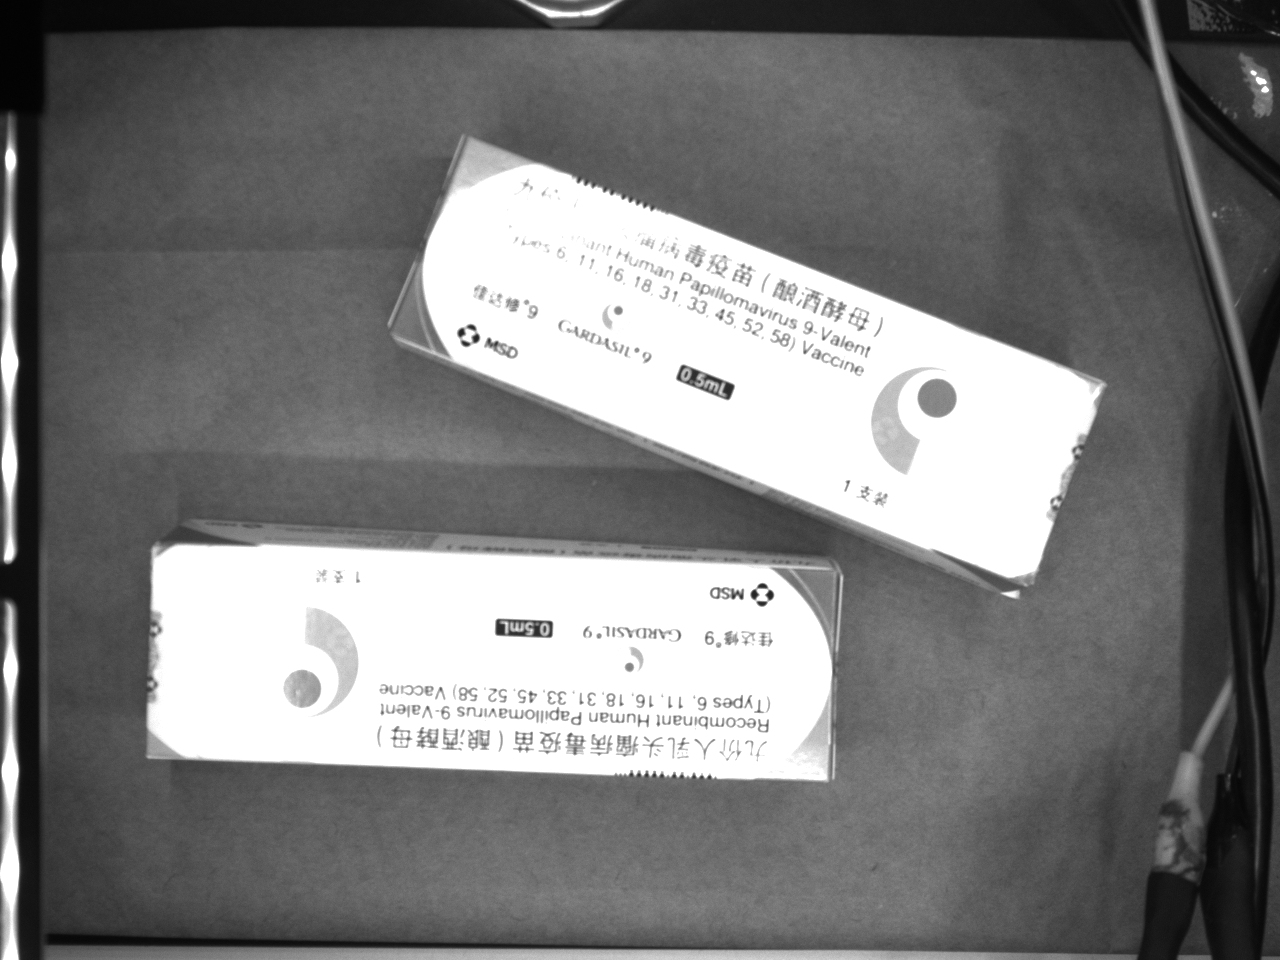 病毒疫苗（酿酒酵母）
Human Papillomavirus 9-Valent
Types 6, 11, 16, 18, 31, 33, 45, 52, 58) Vaccine
佳达修®9
GARDASIL®9
MSD
0.5mL
1 支装
九价人乳头瘤病毒疫苗（酿酒酵母）
Recombinant Human Papillomavirus 9-Valent
(Types 6, 11, 16, 18, 31, 33, 45, 52, 58) Vaccine
佳达修®9
GARDASIL®9
0.5mL
MSD
1 支装